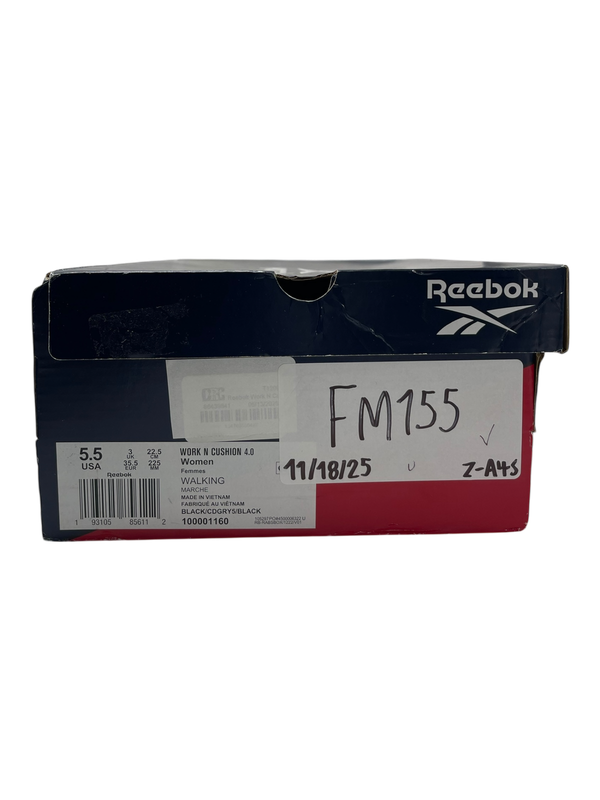 Reebok
FM155
11/18/25
Z-A4S
5.5
USA
3
UK
22.5
CM
35.5
EUR
225
MM
Reebok
WORK N CUSHION 4.0
Women
Femmes
WALKING
MARCHE
MADE IN VIETNAM
FABRIQUÉ AU VIÊTNAM
BLACK/CDGRY5/BLACK
100001160
1 93105 85611 2